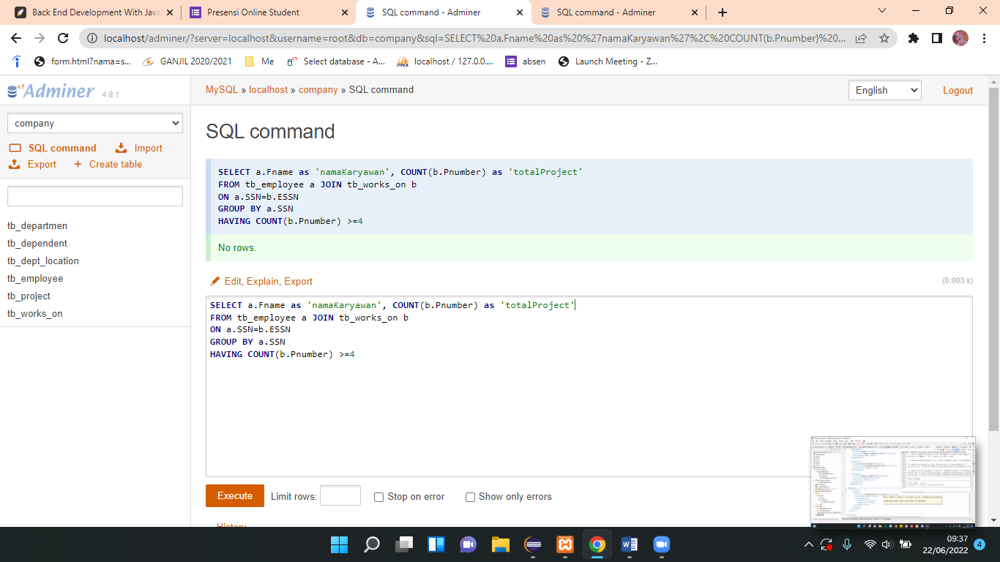 Back End Development With Java
Presensi Online Student
SQL command - Adminer
SQL command - Adminer
localhost/adminer/?server=localhost&username=root&db=company&sql=SELECT%20a.Fname%20as%20%27namaKaryawan%27%2C%20COUNT(b.Pnumber)%20...
form.html?nama=s...
GANJIL 2020/2021
Me
Select database - A...
localhost / 127.0.0....
absen
Launch Meeting - Z...
Adminer 4.8.1
MySQL » localhost » company » SQL command
English
Logout
company
SQL command
Import
Export
Create table
tb_departmen
tb_dependent
tb_dept_location
tb_employee
tb_project
tb_works_on
SQL command
SELECT a.Fname as 'namaKaryawan', COUNT(b.Pnumber) as 'totalProject'
FROM tb_employee a JOIN tb_works_on b
ON a.SSN=b.ESSN
GROUP BY a.SSN
HAVING COUNT(b.Pnumber) >=4
No rows.
Edit, Explain, Export
(0.003 s)
SELECT a.Fname as 'namaKaryawan', COUNT(b.Pnumber) as 'totalProject'
FROM tb_employee a JOIN tb_works_on b
ON a.SSN=b.ESSN
GROUP BY a.SSN
HAVING COUNT(b.Pnumber) >=4
Execute
Limit rows:
Stop on error
Show only errors
History
09:37
22/06/2022
4